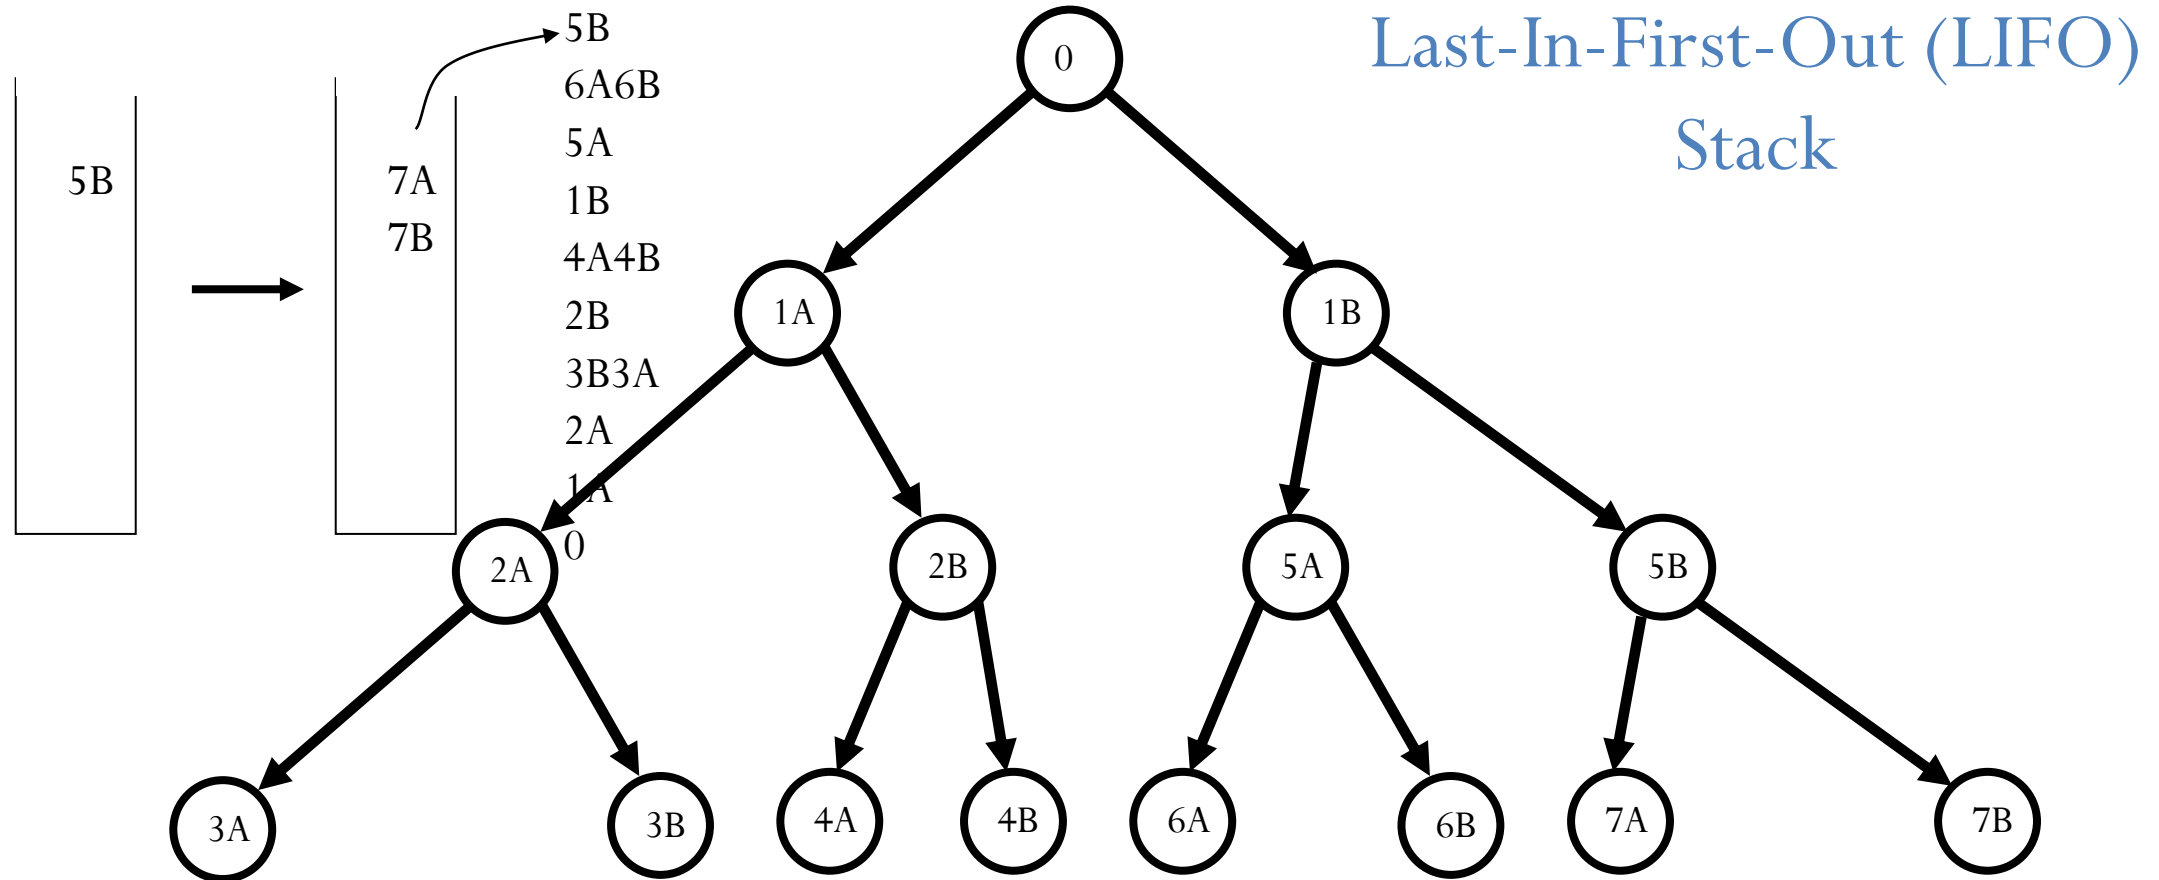 Last-In-First-Out (LIFO)
Stack
5B
7A
7B
5B
6A6B
5A
1B
4A4B
2B
3B3A
2A
1A
0
0
1A
1B
2A
2B
5A
5B
3A
3B
4A
4B
6A
6B
7A
7B